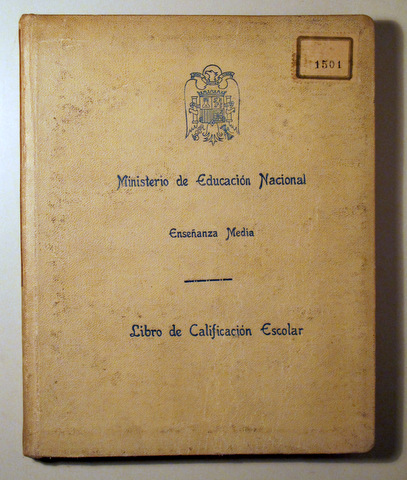 1501
Ministerio de Educación Nacional
Enseñanza Media
Libro de Calificación Escolar